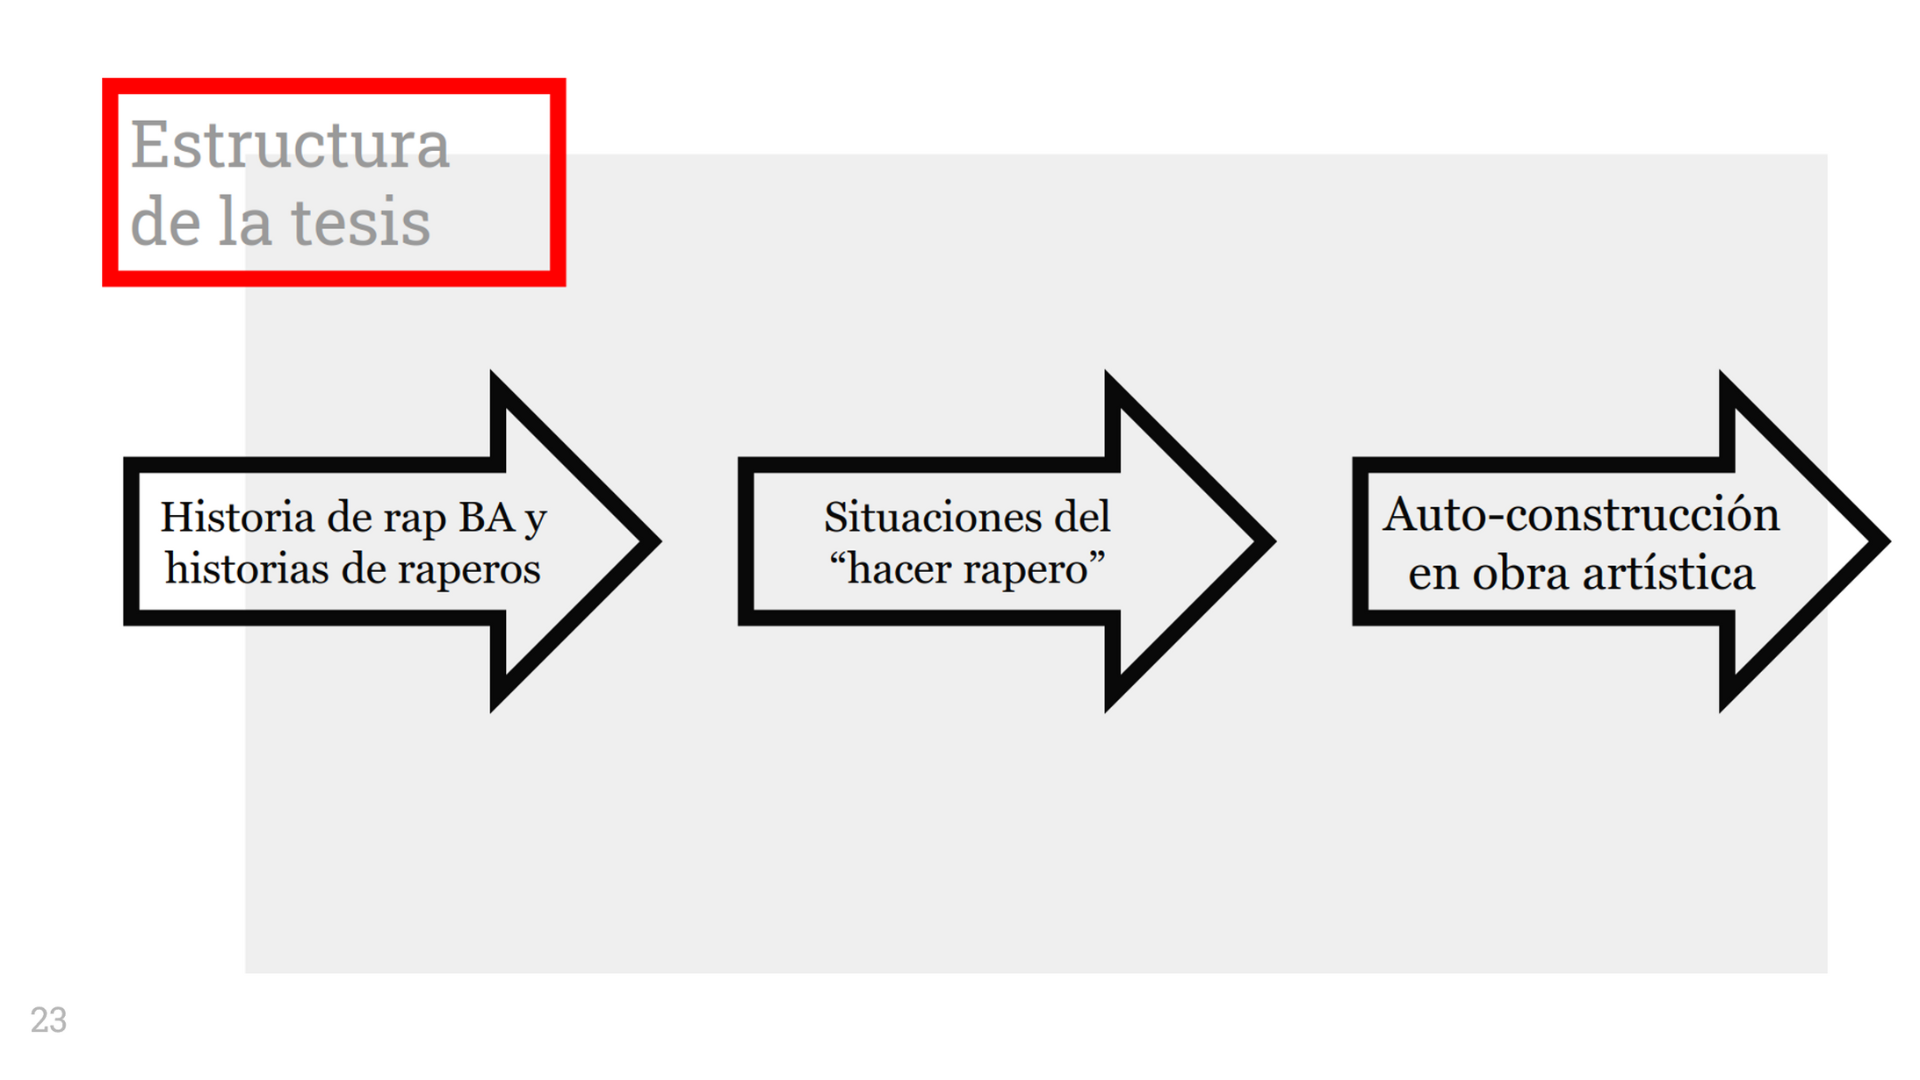 Estructura
de la tesis
Historia de rap BA y
historias de raperos
Situaciones del
“hacer rapero”
Auto-construcción
en obra artística
23